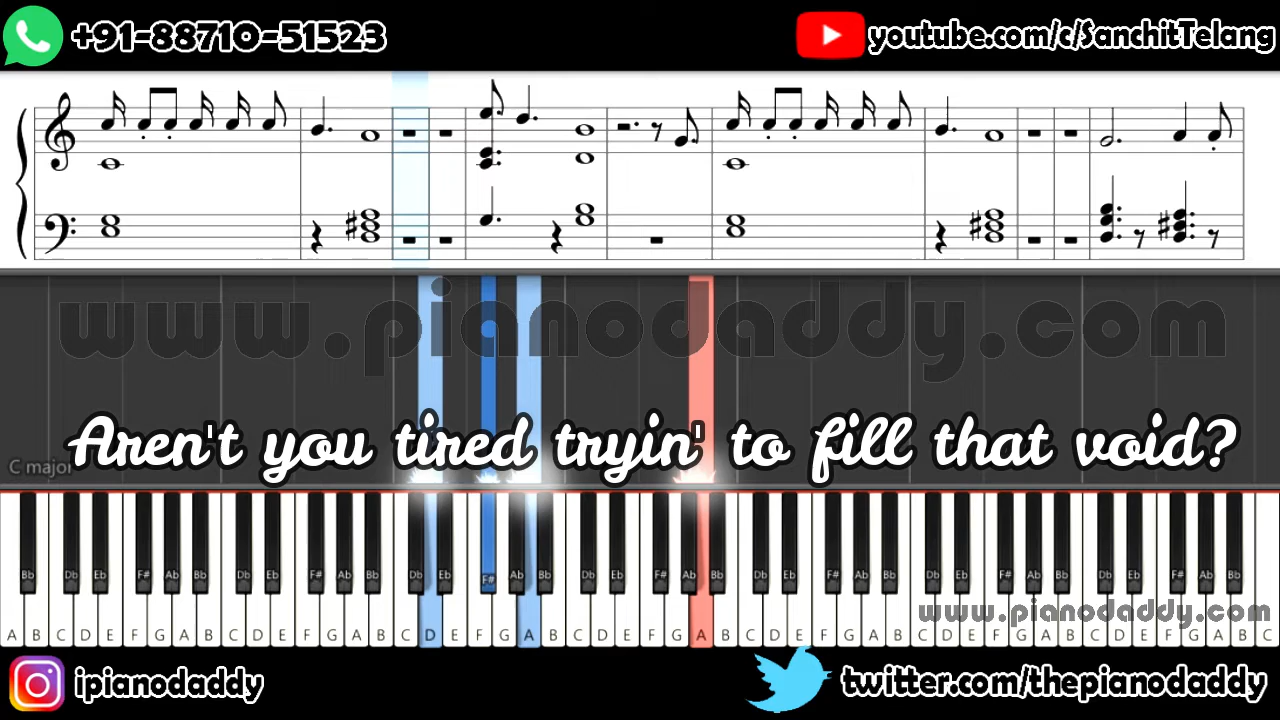 +91-88710-51523
youtube.com/c/SanchitTelang
www.pianodaddy.com
Aren't you tired tryin' to fill that void?
C major
Bb Db Eb F# Ab Bb Db Eb F# Ab Bb Db Eb F# Ab Bb Db Eb F# Ab Bb Db Eb F# Ab Bb Db Eb F# Ab Bb Db Eb F# Ab Bb
www.pianodaddy.com
A B C D E F G A B C D E F G A B C D E F G A B C D E F G A B C D E F G A B C D E F G A B C D E F G A B C
ipianodaddy
twitter.com/thepianodaddy